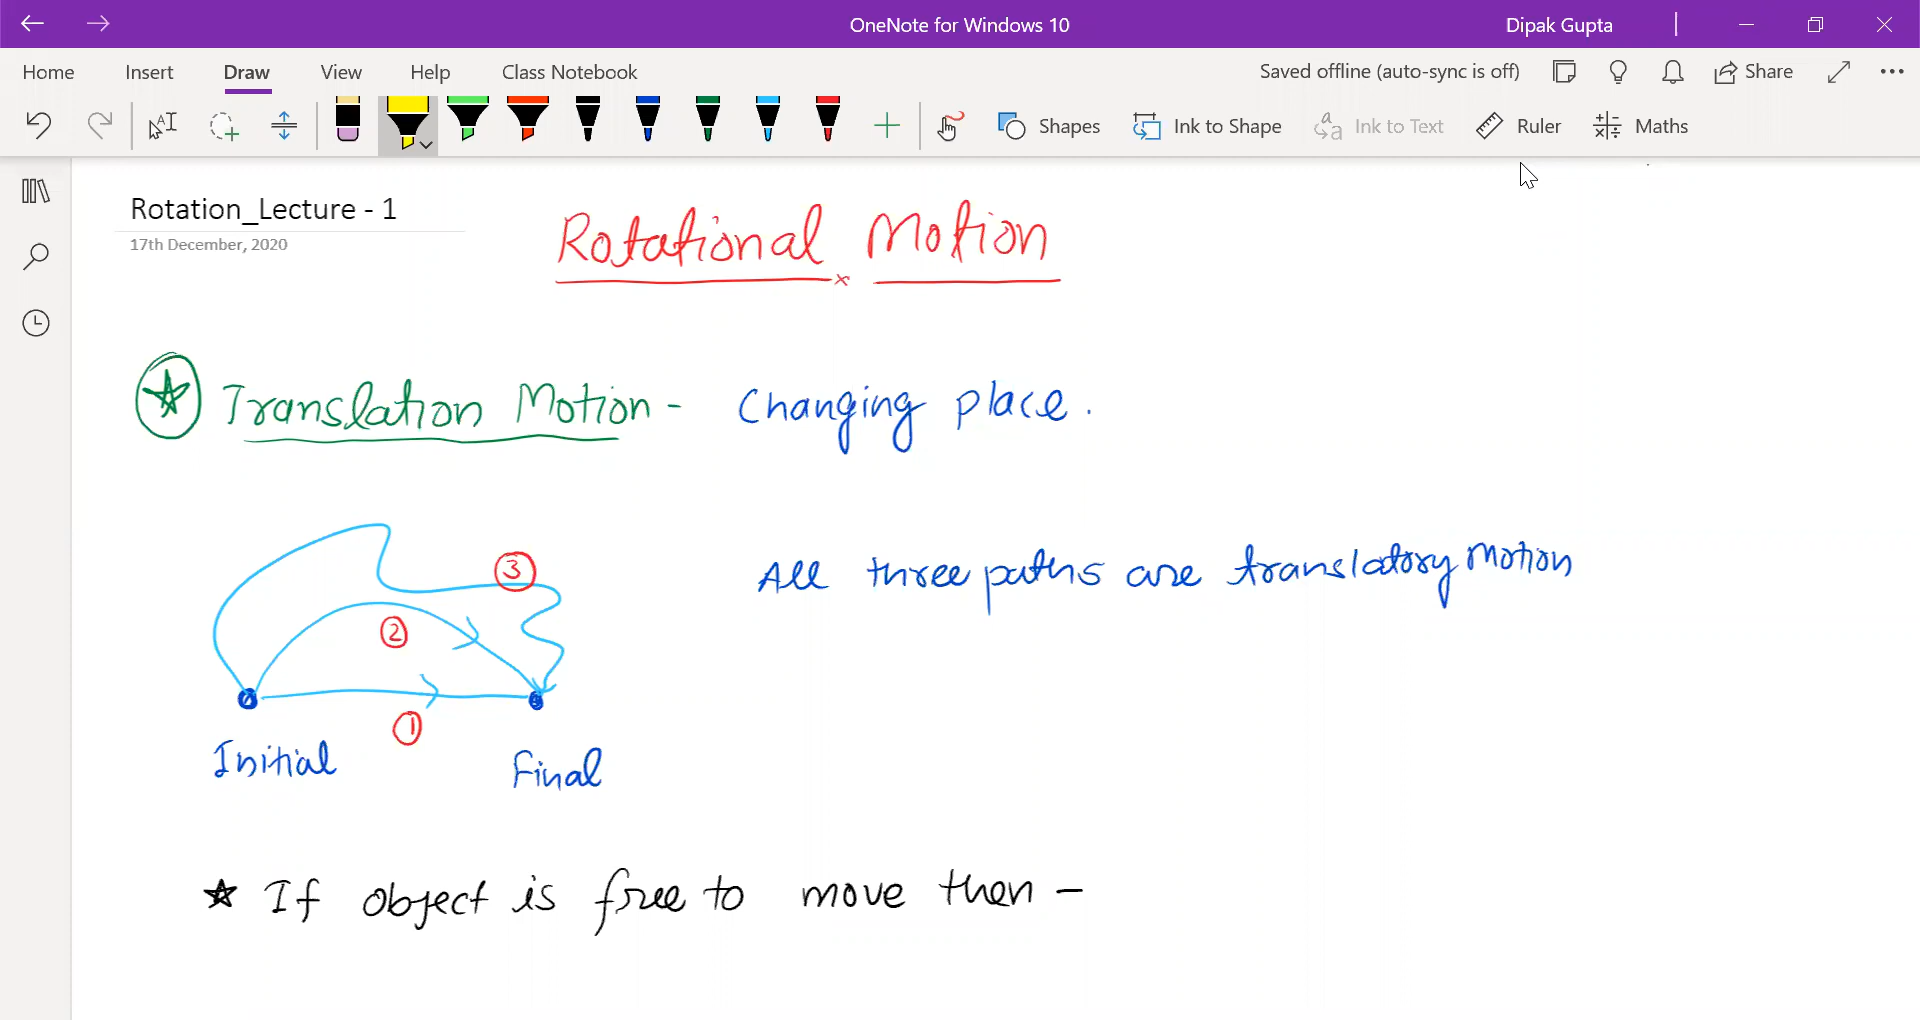 OneNote for Windows 10
Dipak Gupta
Home Insert Draw View Help Class Notebook
Saved offline (auto-sync is off) Share
Shapes Ink to Shape Ink to Text Ruler Maths
Rotation_Lecture - 1
17th December, 2020
Rotational Motion
Translation Motion - Changing place.
All three paths are translatory motion
3
2
1
Initial Final
If object is free to move then -